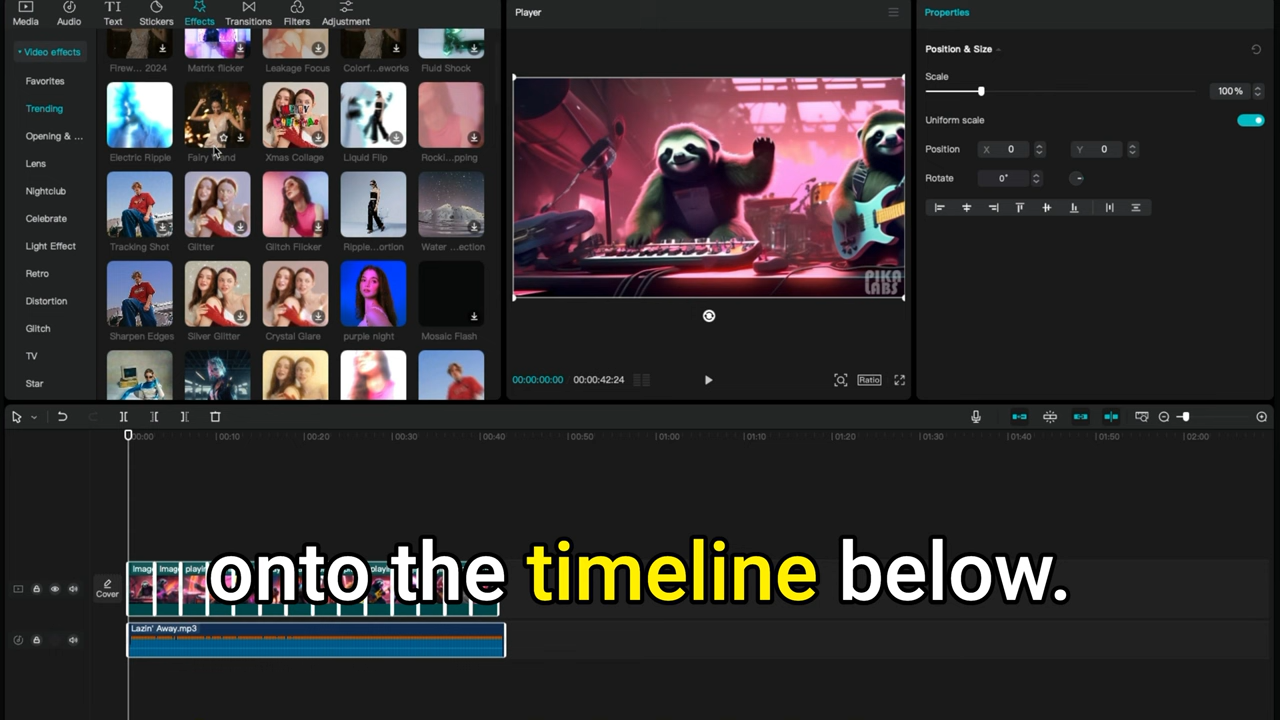 Media Audio Text Stickers Effects Transitions Filters Adjustment
Player
Properties
Video effects
Favorites
Trending
Opening & ...
Lens
Nightclub
Celebrate
Light Effect
Retro
Distortion
Glitch
TV
Star
Firew... 2024 Matrix flicker Leakage Focus Colorf...eworks Fluid Shock
Electric Ripple Fairy Wand Xmas Collage Liquid Flip Rocki...pping
Tracking Shot Glitter Glitch Flicker Ripple...ortion Water ...ection
Sharpen Edges Silver Glitter Crystal Glare purple night Mosaic Flash
MERRY CHRISTMAS
PIKA
LABS
00:00:00:00 00:00:42:24
Ratio
Position & Size
Scale
100%
Uniform scale
Position X 0 Y 0
Rotate 0°
00:00 00:10 00:20 00:30 00:40 00:50 01:00 01:10 01:20 01:30 01:40 01:50 02:00
Cover
Image Image playi
onto the timeline below.
Lazin' Away.mp3